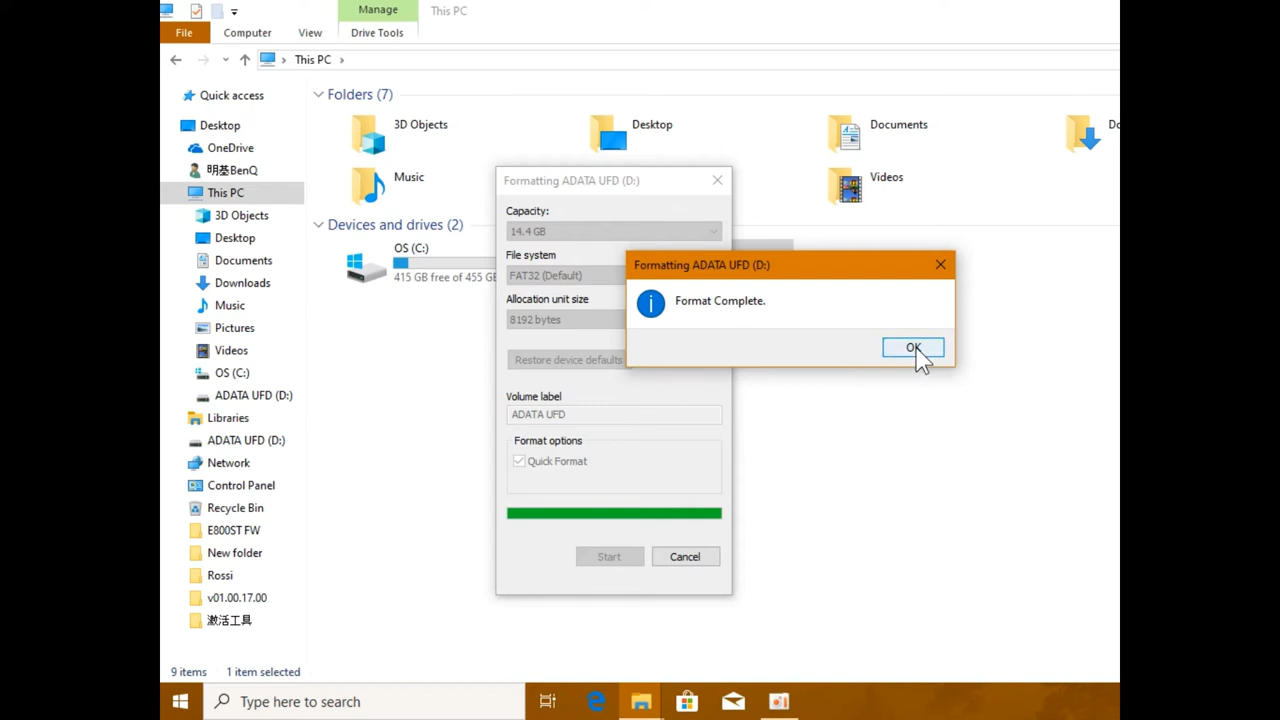 Manage
This PC
File
Computer
View
Drive Tools
This PC
Quick access
Desktop
OneDrive
明基BenQ
This PC
3D Objects
Desktop
Documents
Downloads
Music
Pictures
Videos
OS (C:)
ADATA UFD (D:)
Libraries
ADATA UFD (D:)
Network
Control Panel
Recycle Bin
E800ST FW
New folder
Rossi
v01.00.17.00
激活工具
Folders (7)
3D Objects
Desktop
Documents
Do
Music
Videos
Devices and drives (2)
OS (C:)
415 GB free of 455 GB
Formatting ADATA UFD (D:)
Capacity:
14.4 GB
File system
FAT32 (Default)
Allocation unit size
8192 bytes
Restore device defaults
Volume label
ADATA UFD
Format options
Quick Format
Start
Cancel
Formatting ADATA UFD (D:)
Format Complete.
OK
9 items
1 item selected
Type here to search